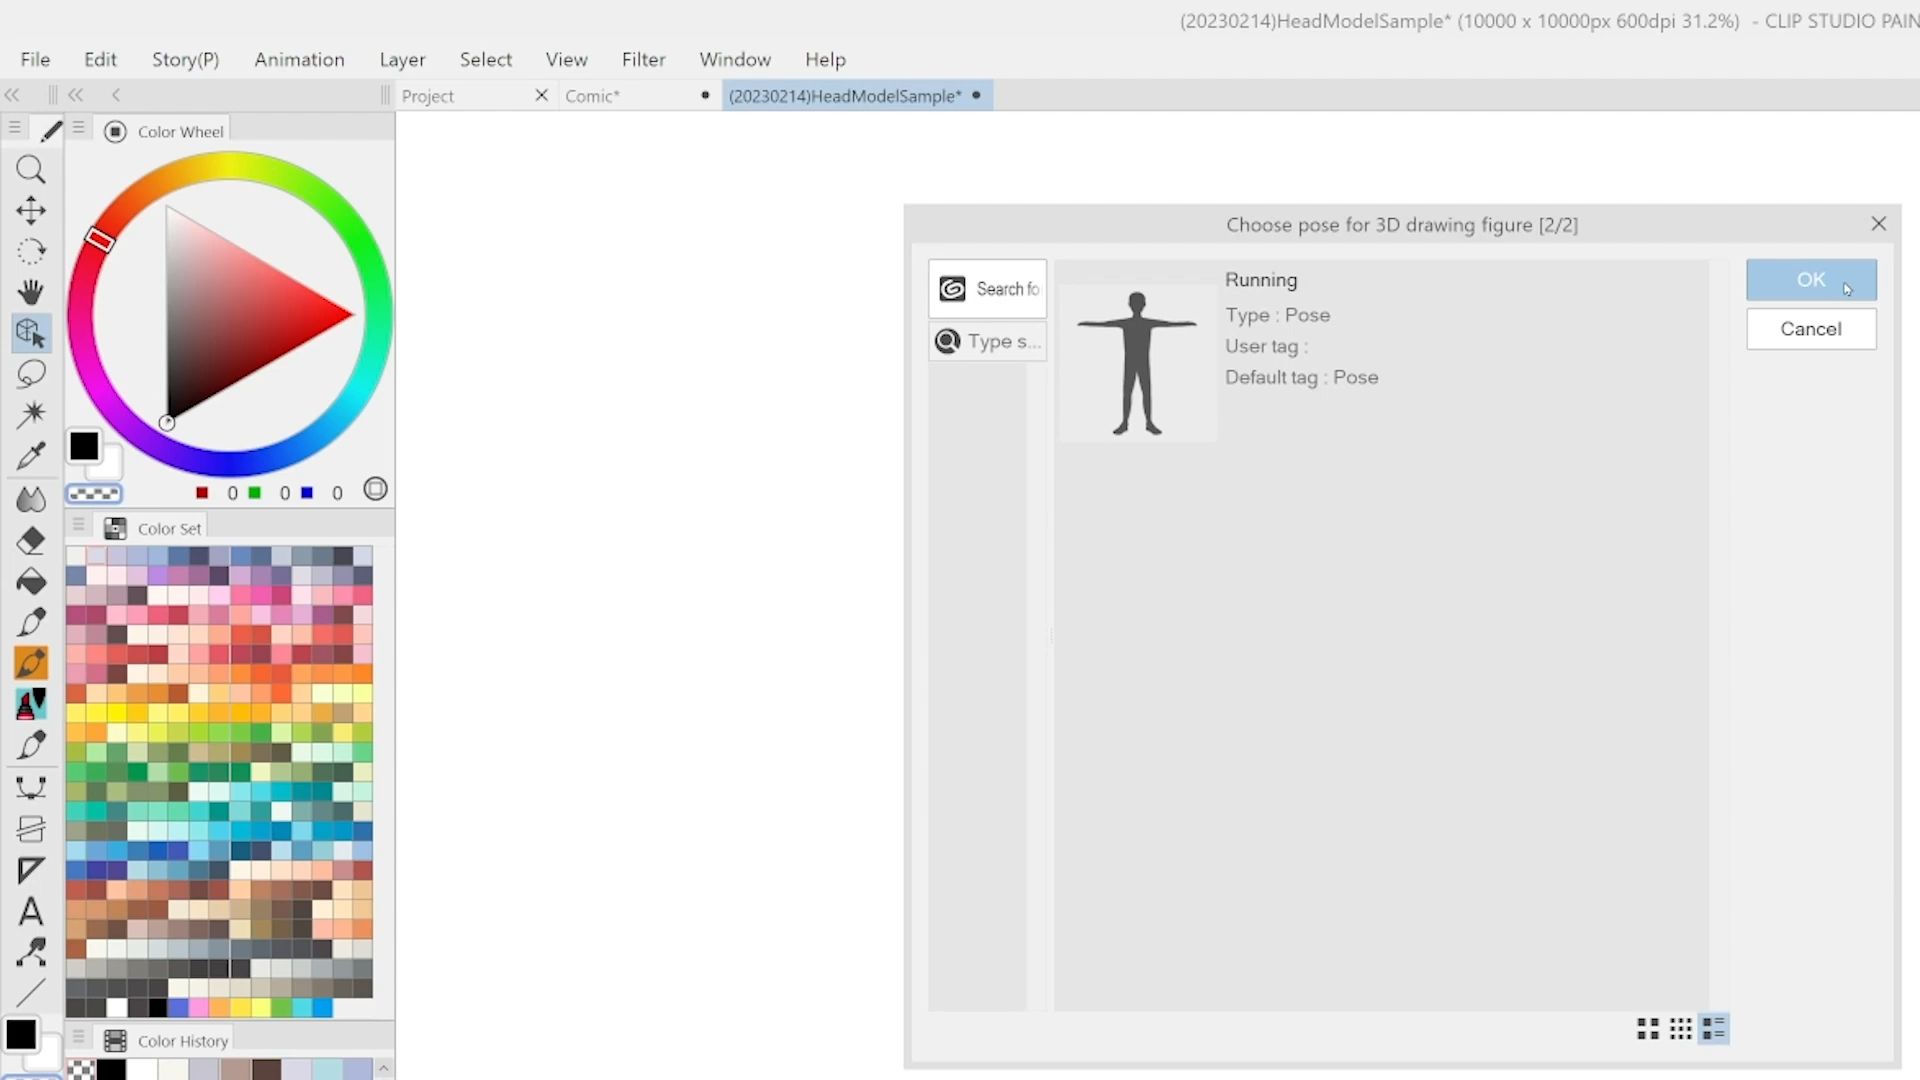 (20230214)HeadModelSample* (10000 x 10000px 600dpi 31.2%) - CLIP STUDIO PAIN
File Edit Story(P) Animation Layer Select View Filter Window Help
Project Comic* (20230214)HeadModelSample*
Color Wheel
0 0 0
Color Set
Color History
Choose pose for 3D drawing figure [2/2]
Search fo
Type s...
Running
Type : Pose
User tag :
Default tag : Pose
OK
Cancel